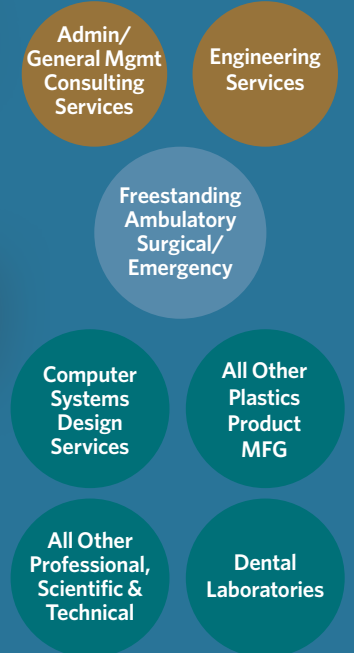 Admin/
General Mgmt
Consulting
Services
Engineering
Services
Freestanding
Ambulatory
Surgical/
Emergency
Computer
Systems
Design
Services
All Other
Plastics
Product
MFG
All Other
Professional,
Scientific &
Technical
Dental
Laboratories